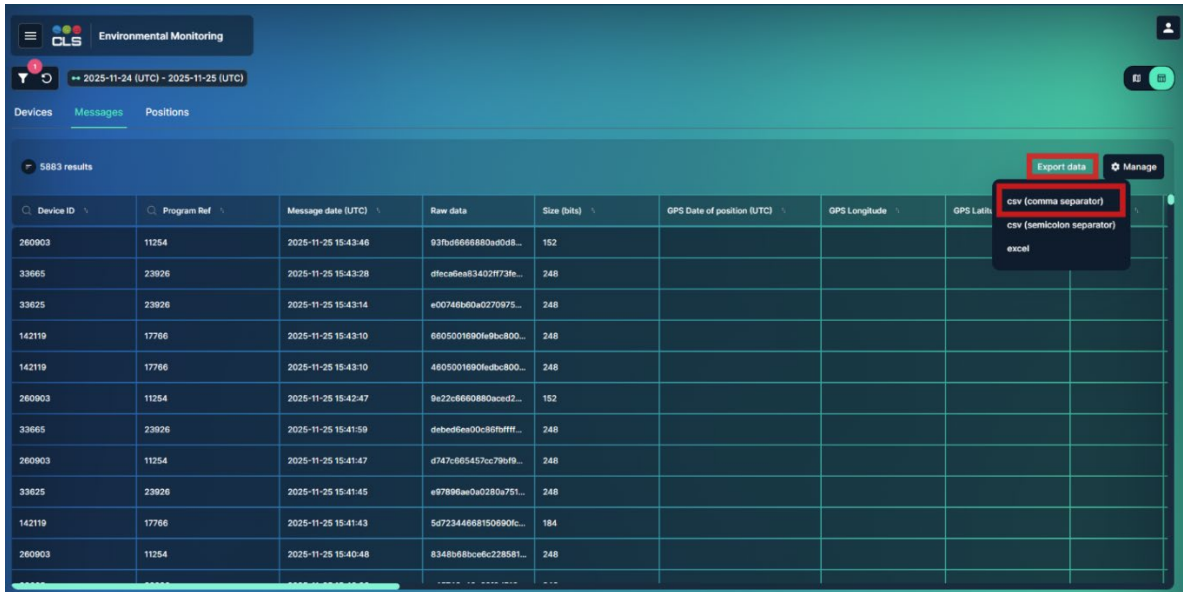 CLS Environmental Monitoring
1
2025-11-24 (UTC) - 2025-11-25 (UTC)
Devices Messages Positions
5883 results Export data Manage
csv (comma separator)
csv (semicolon separator)
excel
Device ID Program Ref Message date (UTC) Raw data Size (bits) GPS Date of position (UTC) GPS Longitude GPS
260903 11254 2025-11-25 15:43:46 93fbd6666880ad0d8... 152
33665 23926 2025-11-25 15:43:28 dfeca6ea83402ff73fe... 248
33625 23926 2025-11-25 15:43:14 e00746b60a0270975... 248
142119 17766 2025-11-25 15:43:10 6605001690fe9bc800... 248
142119 17766 2025-11-25 15:43:10 4605001690fedbc800... 248
260903 11254 2025-11-25 15:42:47 9e22c6660880aced2... 152
33665 23926 2025-11-25 15:41:59 debed6ea00c86fbffff... 248
260903 11254 2025-11-25 15:41:47 d747c665457cc79bf9... 248
33625 23926 2025-11-25 15:41:45 e97896ae0a0280a751... 248
142119 17766 2025-11-25 15:41:43 5d72344668150690fc... 184
260903 11254 2025-11-25 15:40:48 8348b68bce6c228581... 248